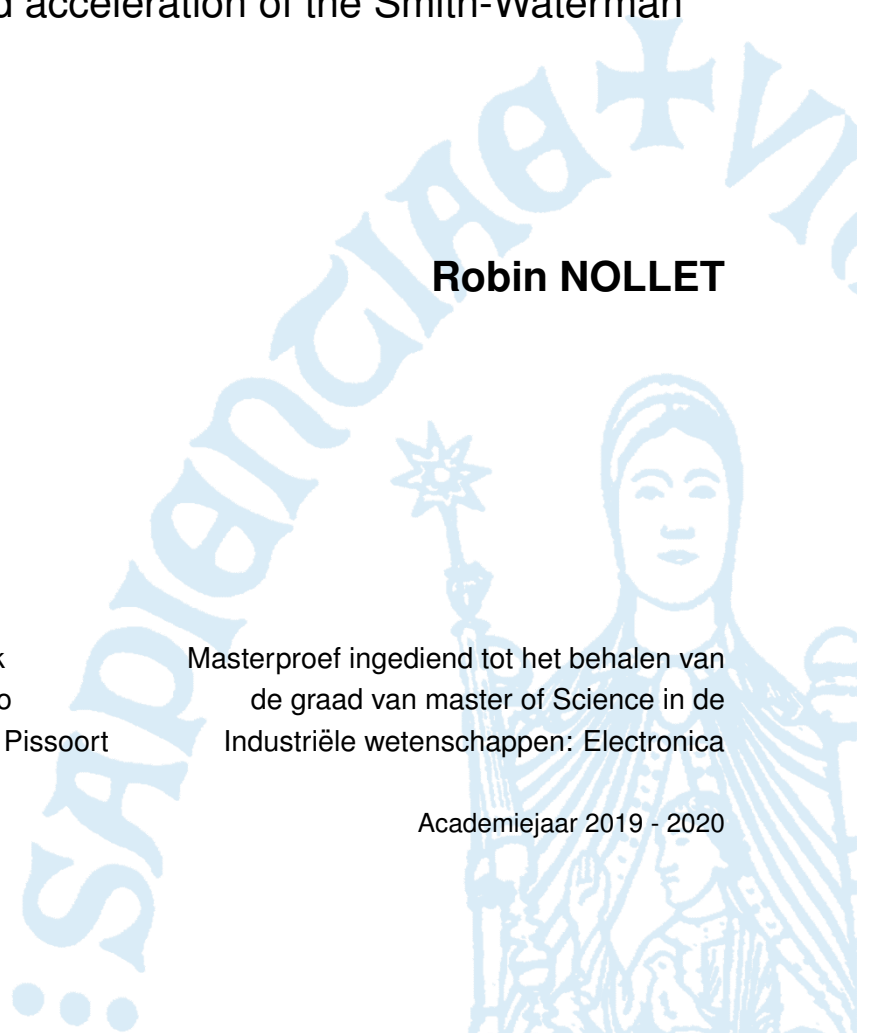 d acceleration of the Smith-Waterman
Robin NOLLET
k
o
Pissoort
Masterproef ingediend tot het behalen van
de graad van master of Science in de
Industriële wetenschappen: Electronica
Academiejaar 2019 - 2020
SAPIENTIAE